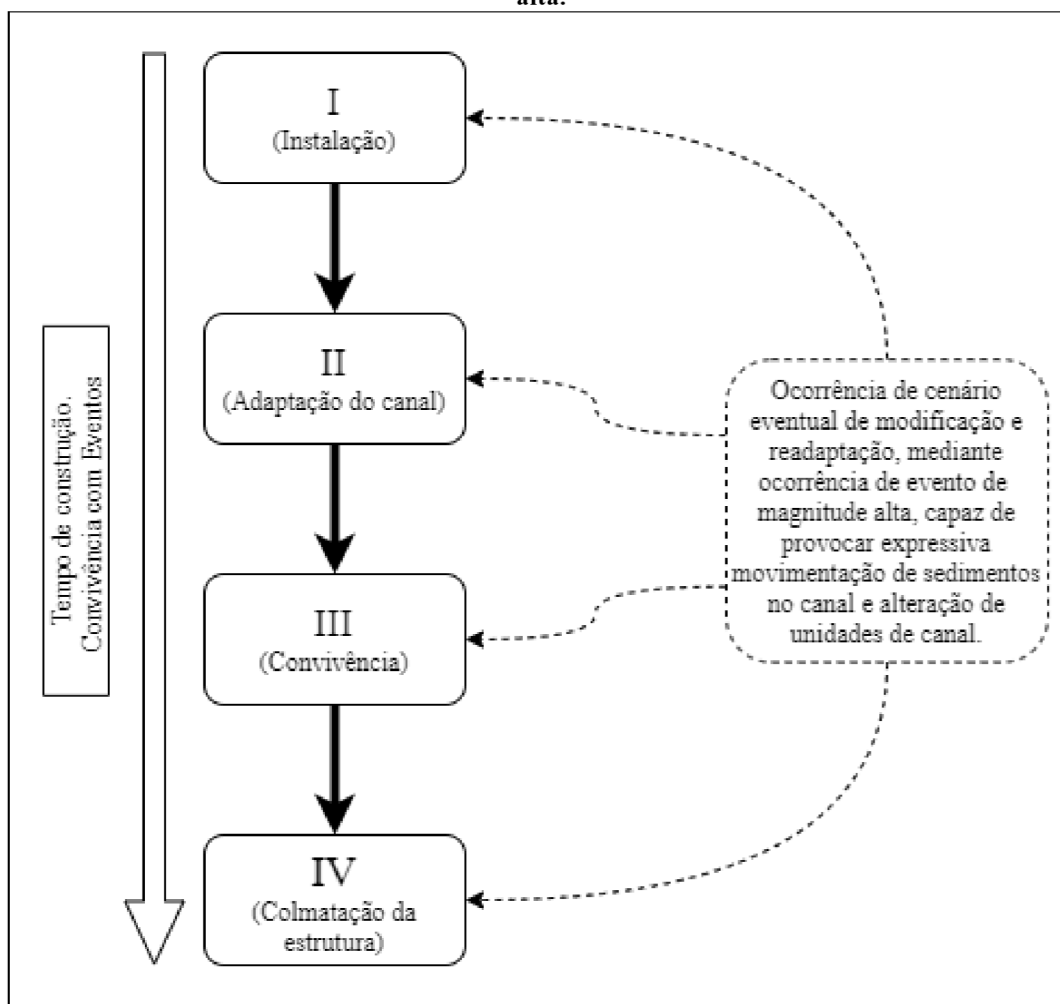 alta.
I
(Instalação)
II
(Adaptação do canal)
III
(Convivência)
IV
(Colmatação da
estrutura)
Tempo de construção.
Convivência com Eventos
Ocorrência de cenário
eventual de modificação e
readaptação, mediante
ocorrência de evento de
magnitude alta, capaz de
provocar expressiva
movimentação de sedimentos
no canal e alteração de
unidades de canal.